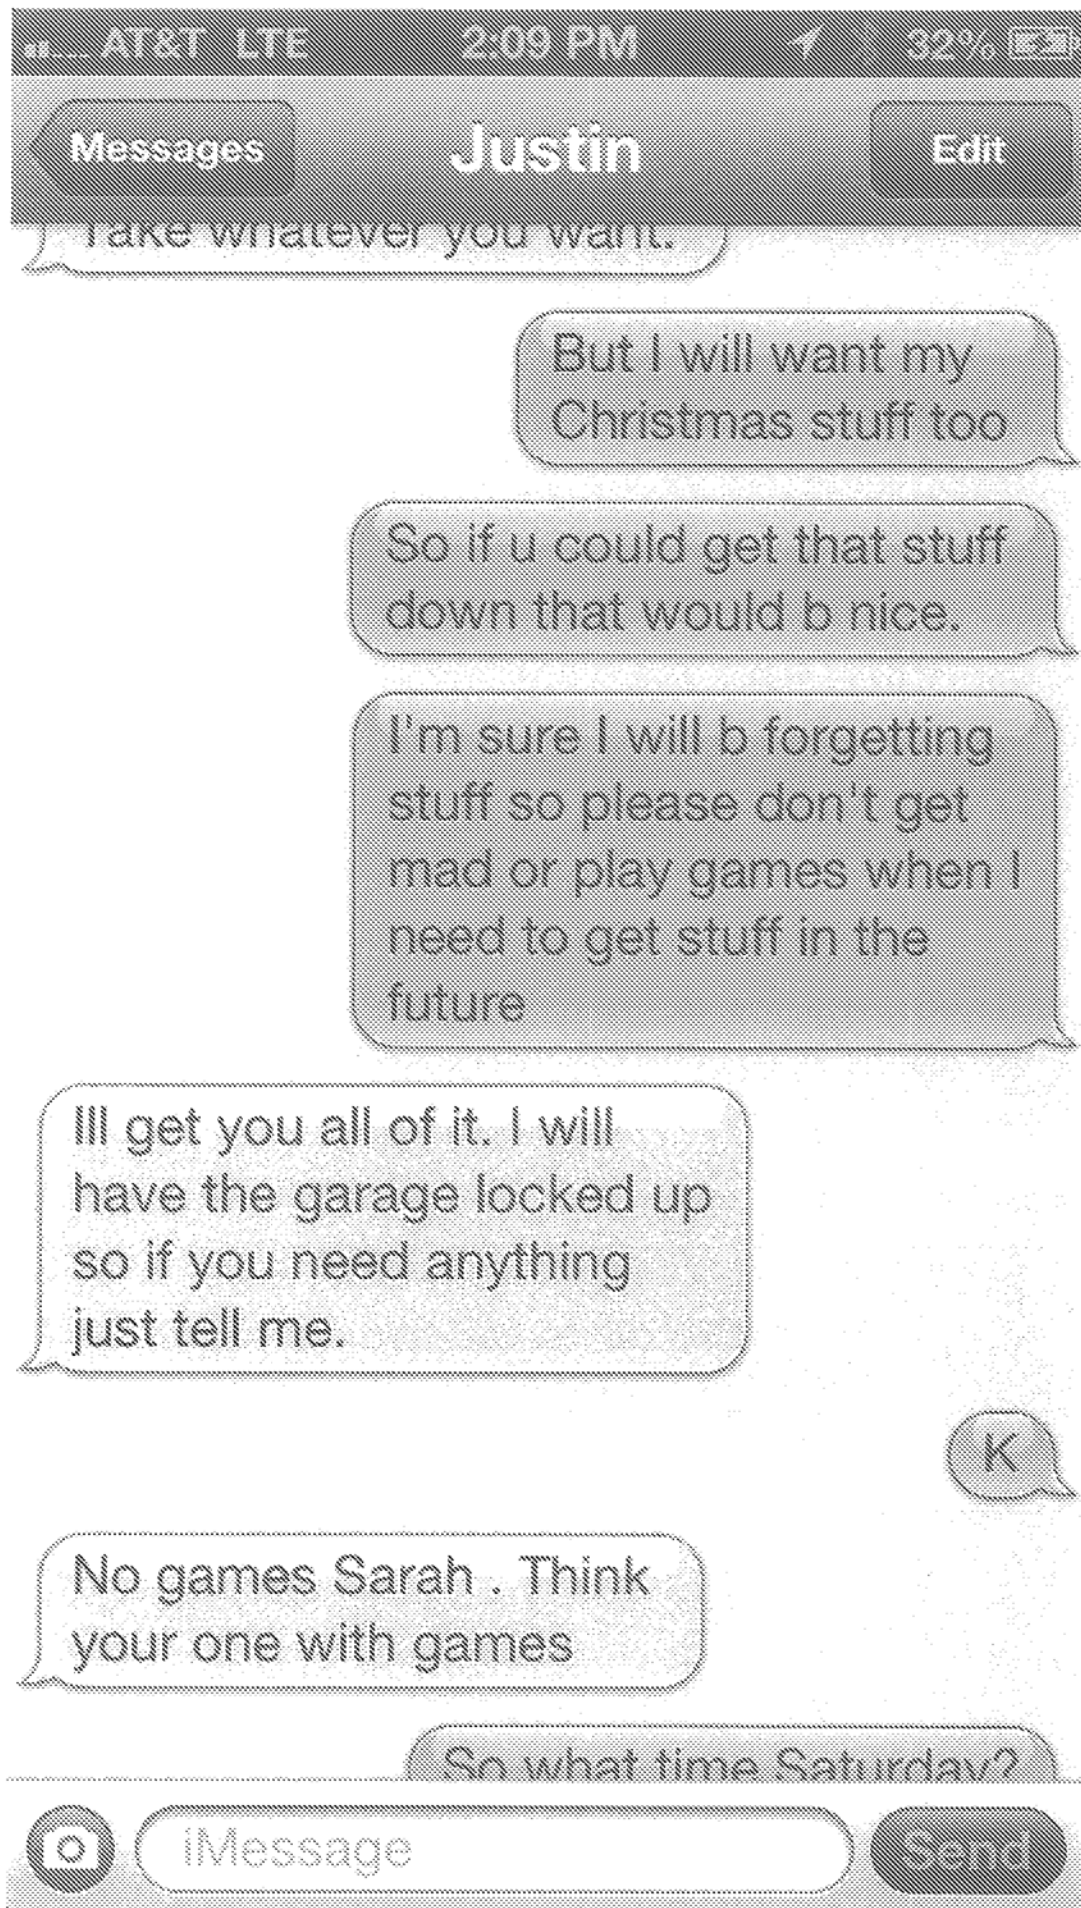 AT&T LTE 2:09 PM 32%
Messages Justin Edit
Take whatever you want.
But I will want my
Christmas stuff too
So if u could get that stuff
down that would b nice.
I'm sure I will b forgetting
stuff so please don't get
mad or play games when I
need to get stuff in the
future
Ill get you all of it. I will
have the garage locked up
so if you need anything
just tell me.
K
No games Sarah . Think
your one with games
So what time Saturday?
iMessage Send